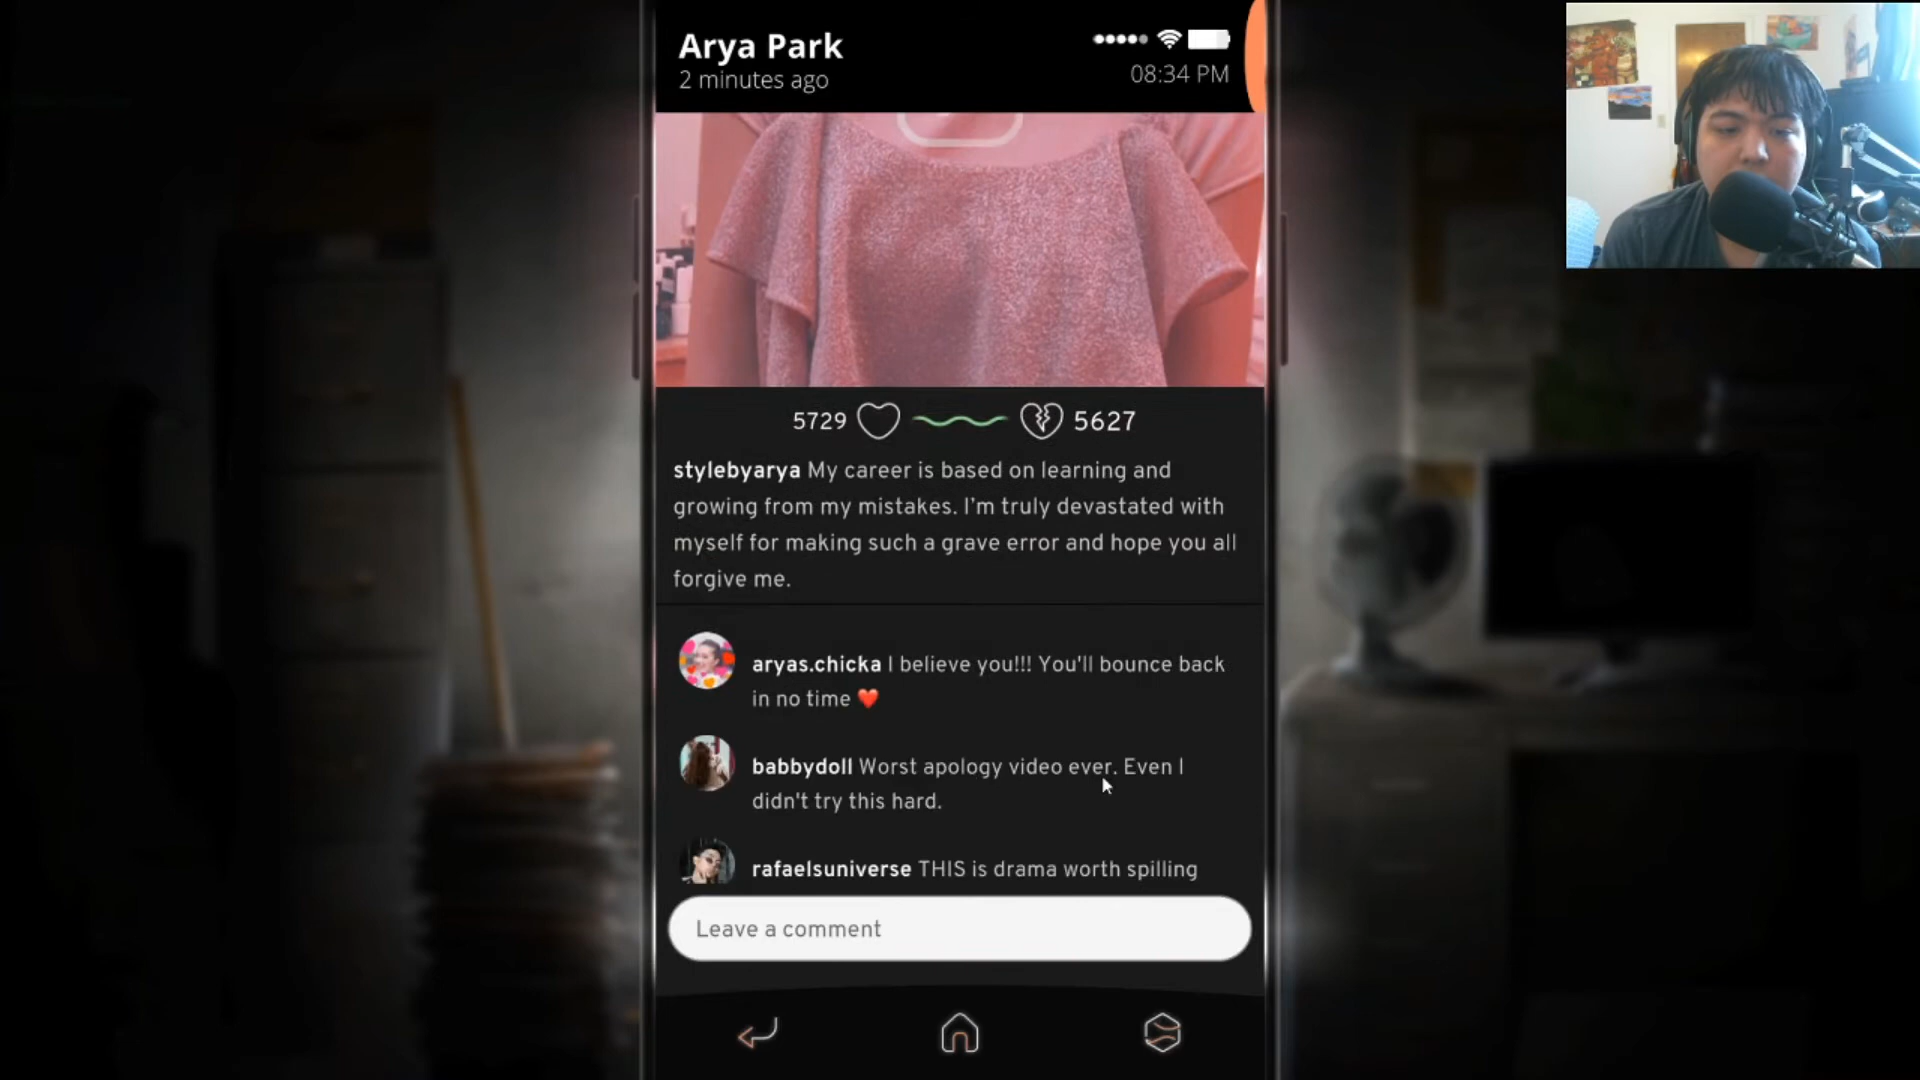 Arya Park
2 minutes ago
08:34 PM
5729
5627
stylebyarya My career is based on learning and
growing from my mistakes. I'm truly devastated with
myself for making such a grave error and hope you all
forgive me.
aryas.chicka I believe you!!! You'll bounce back
in no time ❤️
babbydoll Worst apology video ever. Even I
didn't try this hard.
rafaelsuniverse THIS is drama worth spilling
Leave a comment